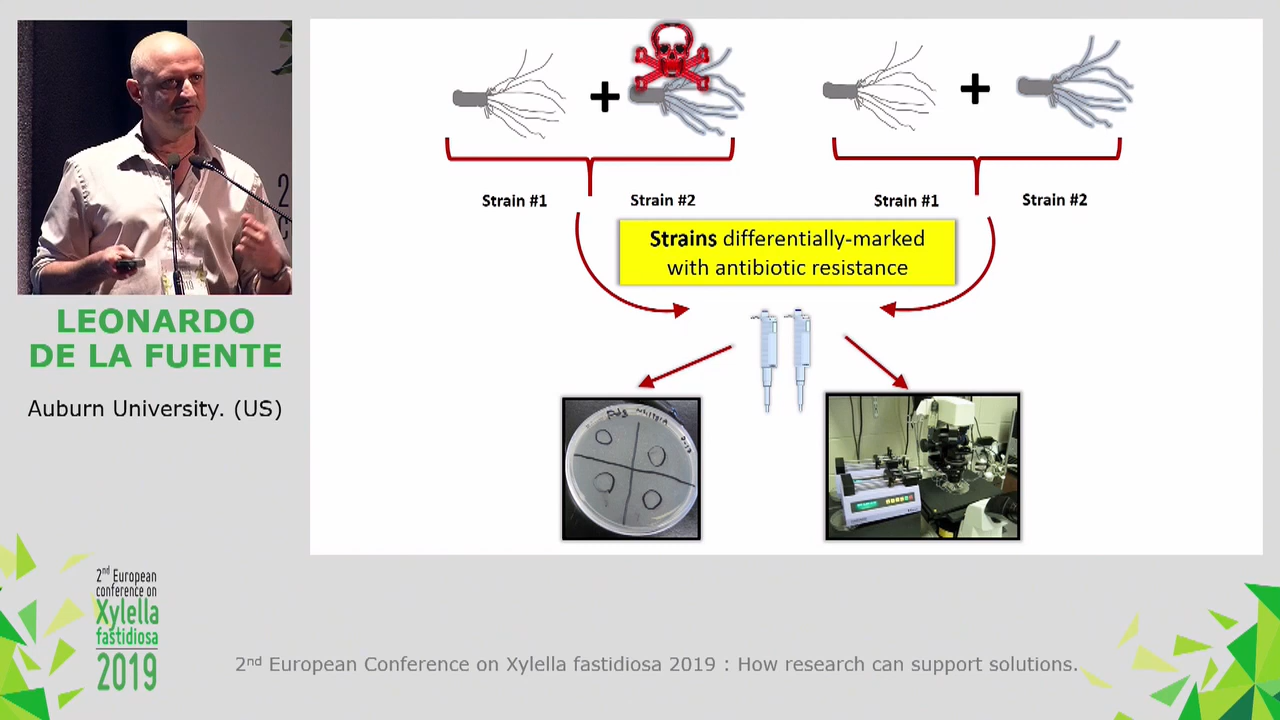 Strain #1
Strain #2
Strain #1
Strain #2
Strains differentially-marked
with antibiotic resistance
LEONARDO
DE LA FUENTE
Auburn University. (US)
2nd European
conference on
Xylella
fastidiosa
2019
2nd European Conference on Xylella fastidiosa 2019 : How research can support solutions.